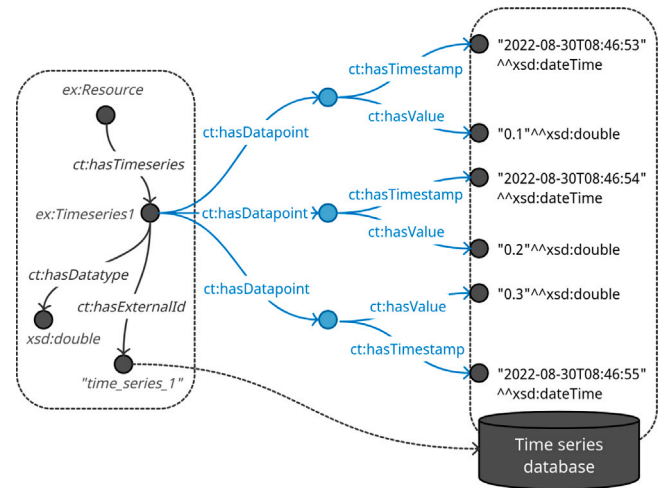 ex:Resource
ct:hasTimeseries
ex:Timeseries1
ct:hasDatatype
ct:hasExternalId
xsd:double
"time_series_1"
ct:hasDatapoint
ct:hasDatapoint
ct:hasDatapoint
ct:hasTimestamp
ct:hasValue
ct:hasTimestamp
ct:hasValue
ct:hasValue
ct:hasTimestamp
"2022-08-30T08:46:53"
^^xsd:dateTime
"0.1"^^xsd:double
"2022-08-30T08:46:54"
^^xsd:dateTime
"0.2"^^xsd:double
"0.3"^^xsd:double
"2022-08-30T08:46:55"
^^xsd:dateTime
Time series
database